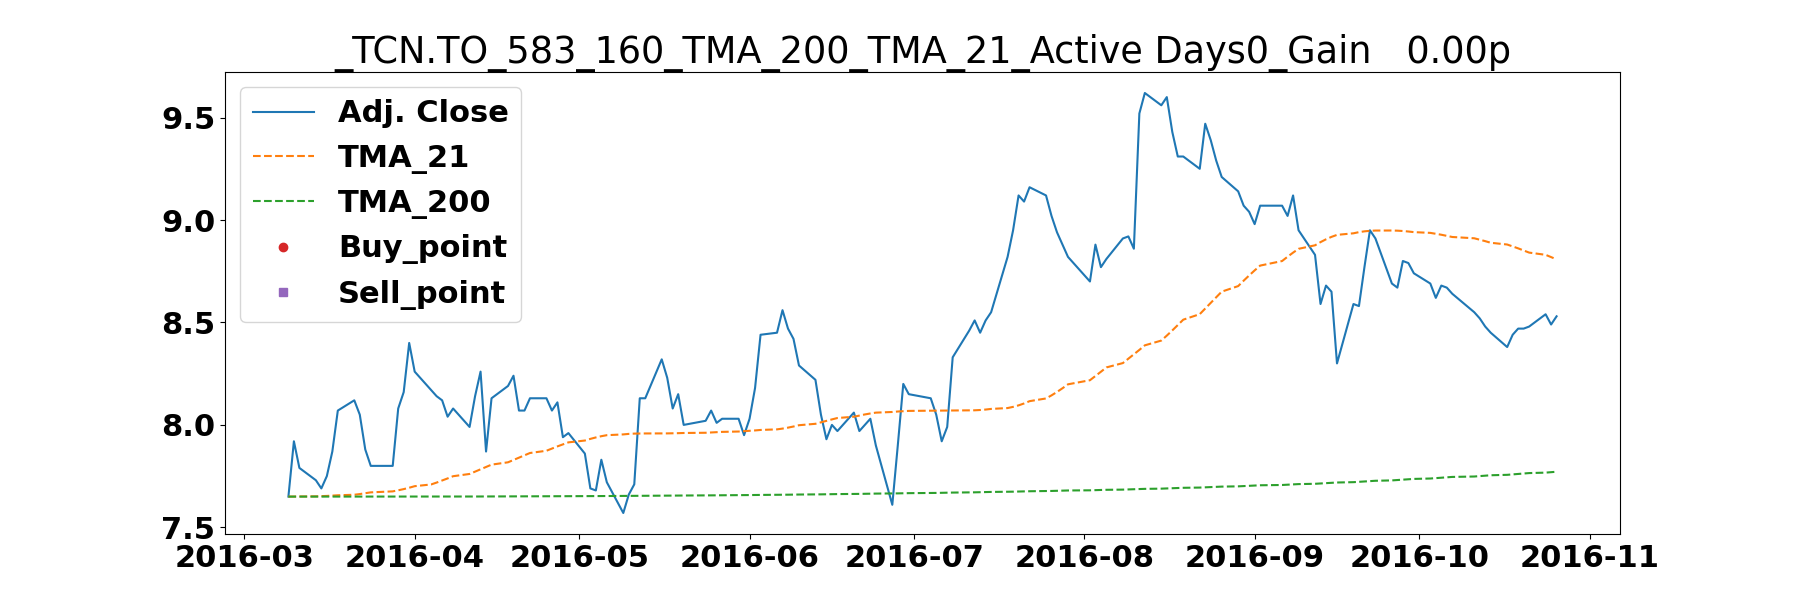 _TCN.TO_583_160_TMA_200_TMA_21_Active Days0_Gain   0.00p
Adj. Close
TMA_21
TMA_200
Buy_point
Sell_point
9.5
9.0
8.5
8.0
7.5
2016-03 2016-04 2016-05 2016-06 2016-07 2016-08 2016-09 2016-10 2016-11